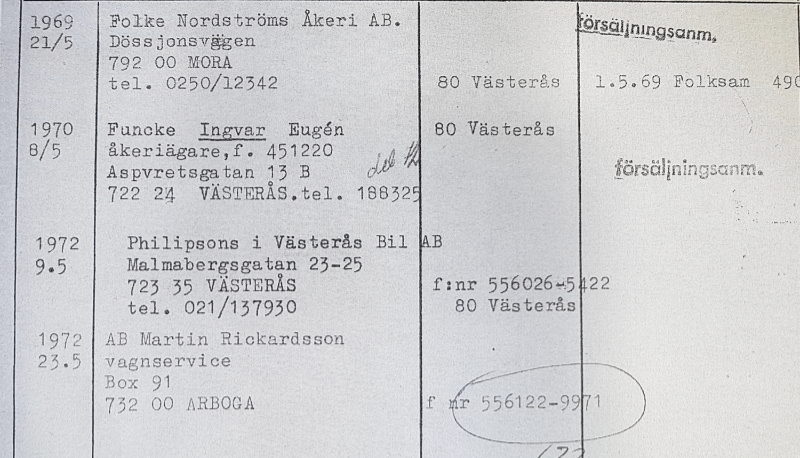 1969 Folke Nordströms Åkeri AB. försäljningsanm.
21/5 Dössjonsvägen
792 00 MORA
tel. 0250/12342 80 Västerås 1.5.69 Folksam 490
1970 Funcke Ingvar Eugén 80 Västerås
8/5 åkeriägare,f. 451220
Aspvretsgatan 13 B försäljningsanm.
722 24 VÄSTERÅS.tel. 188325
1972 Philipsons i Västerås Bil AB
9.5 Malmabergsgatan 23-25
723 35 VÄSTERÅS f:nr 556026-5422
tel. 021/137930 80 Västerås
1972 AB Martin Rickardsson
23.5 vagnservice
Box 91
732 00 ARBOGA f nr 556122-9971